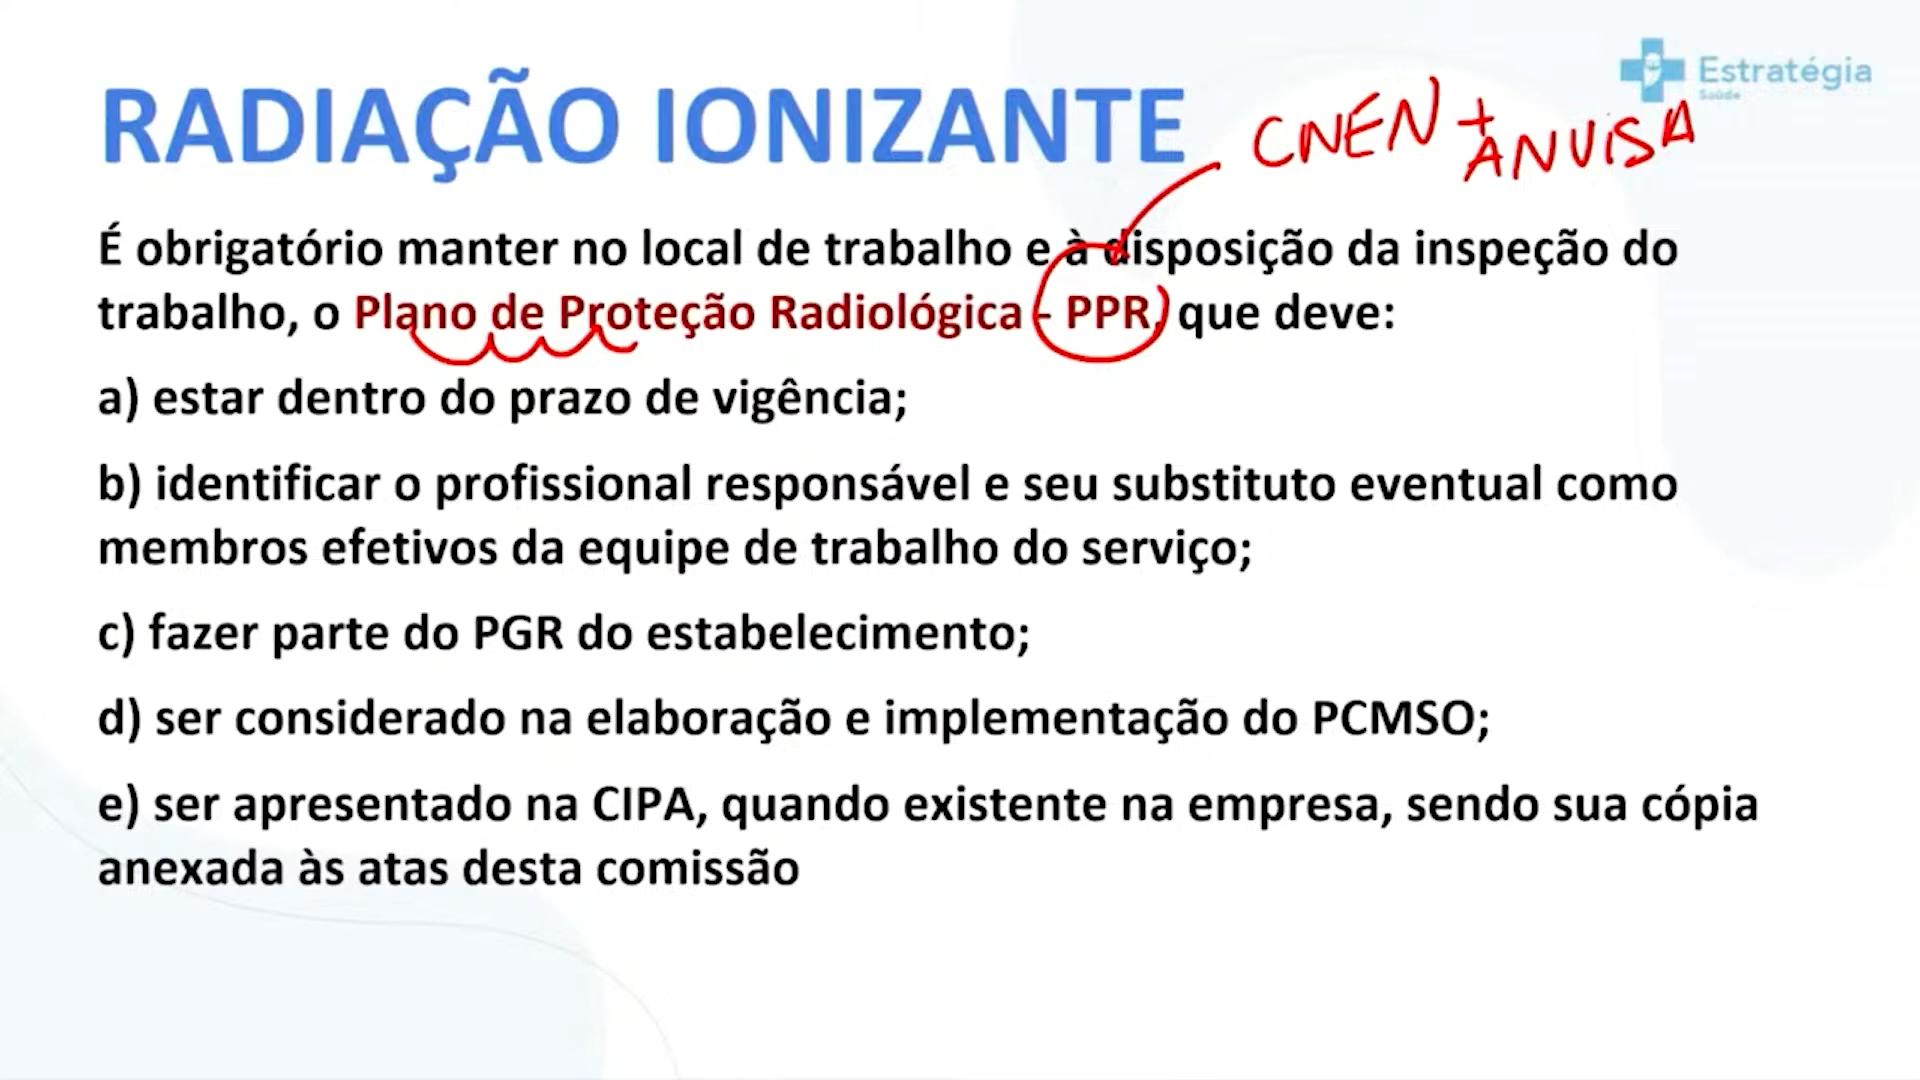 Estratégia
Saúde
RADIAÇÃO IONIZANTE
CNEN + ANVISA
É obrigatório manter no local de trabalho e à disposição da inspeção do
trabalho, o Plano de Proteção Radiológica - PPR, que deve:
a) estar dentro do prazo de vigência;
b) identificar o profissional responsável e seu substituto eventual como
membros efetivos da equipe de trabalho do serviço;
c) fazer parte do PGR do estabelecimento;
d) ser considerado na elaboração e implementação do PCMSO;
e) ser apresentado na CIPA, quando existente na empresa, sendo sua cópia
anexada às atas desta comissão